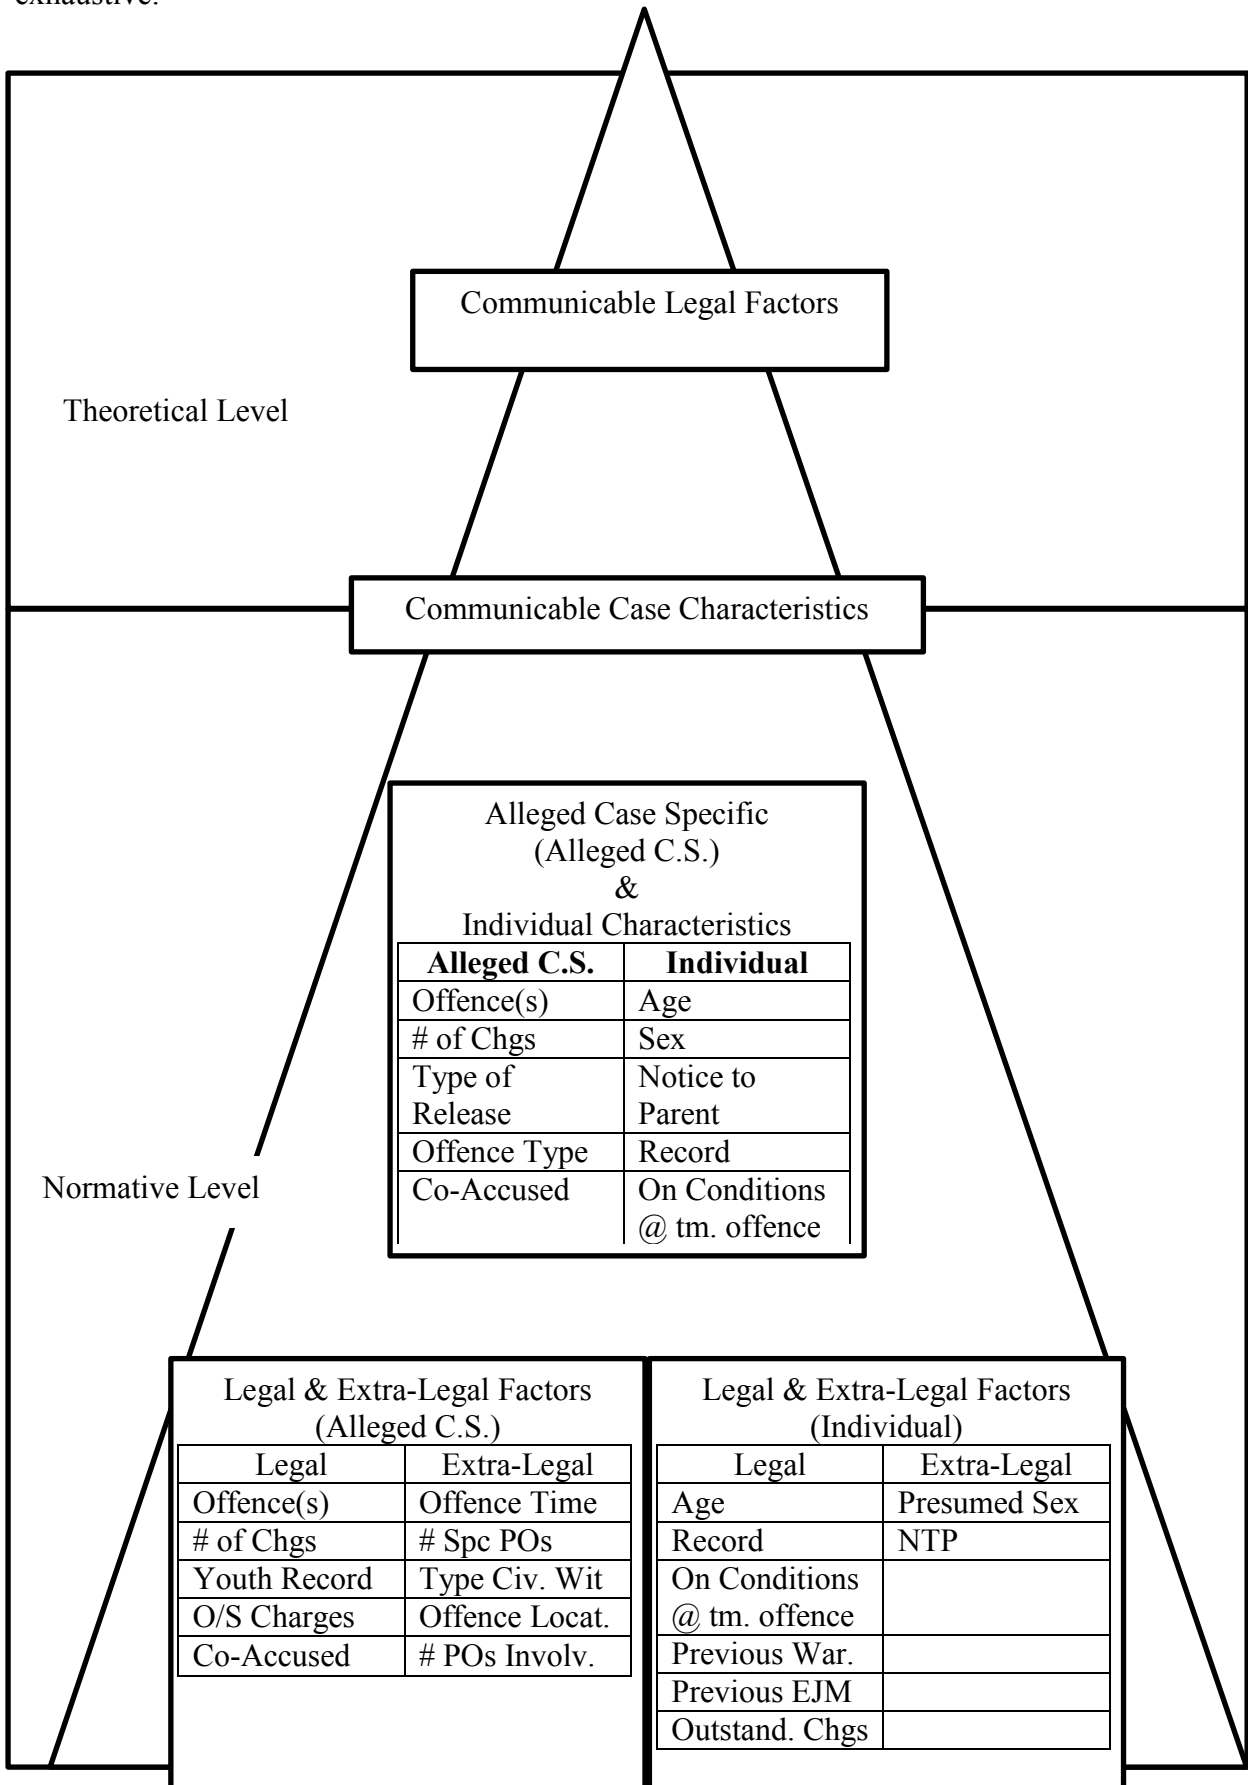 exhaustive.
Communicable Legal Factors
Theoretical Level
Communicable Case Characteristics
Alleged Case Specific
(Alleged C.S.)
&
Individual Characteristics
Alleged C.S. Individual
Offence(s) Age
# of Chgs Sex
Type of Notice to
Release Parent
Offence Type Record
Co-Accused On Conditions
@ tm. offence
Normative Level
Legal & Extra-Legal Factors
(Alleged C.S.)
Legal Extra-Legal
Offence(s) Offence Time
# of Chgs # Spc POs
Youth Record Type Civ. Wit
O/S Charges Offence Locat.
Co-Accused # POs Involv.
Legal & Extra-Legal Factors
(Individual)
Legal Extra-Legal
Age Presumed Sex
Record NTP
On Conditions
@ tm. offence
Previous War.
Previous EJM
Outstand. Chgs